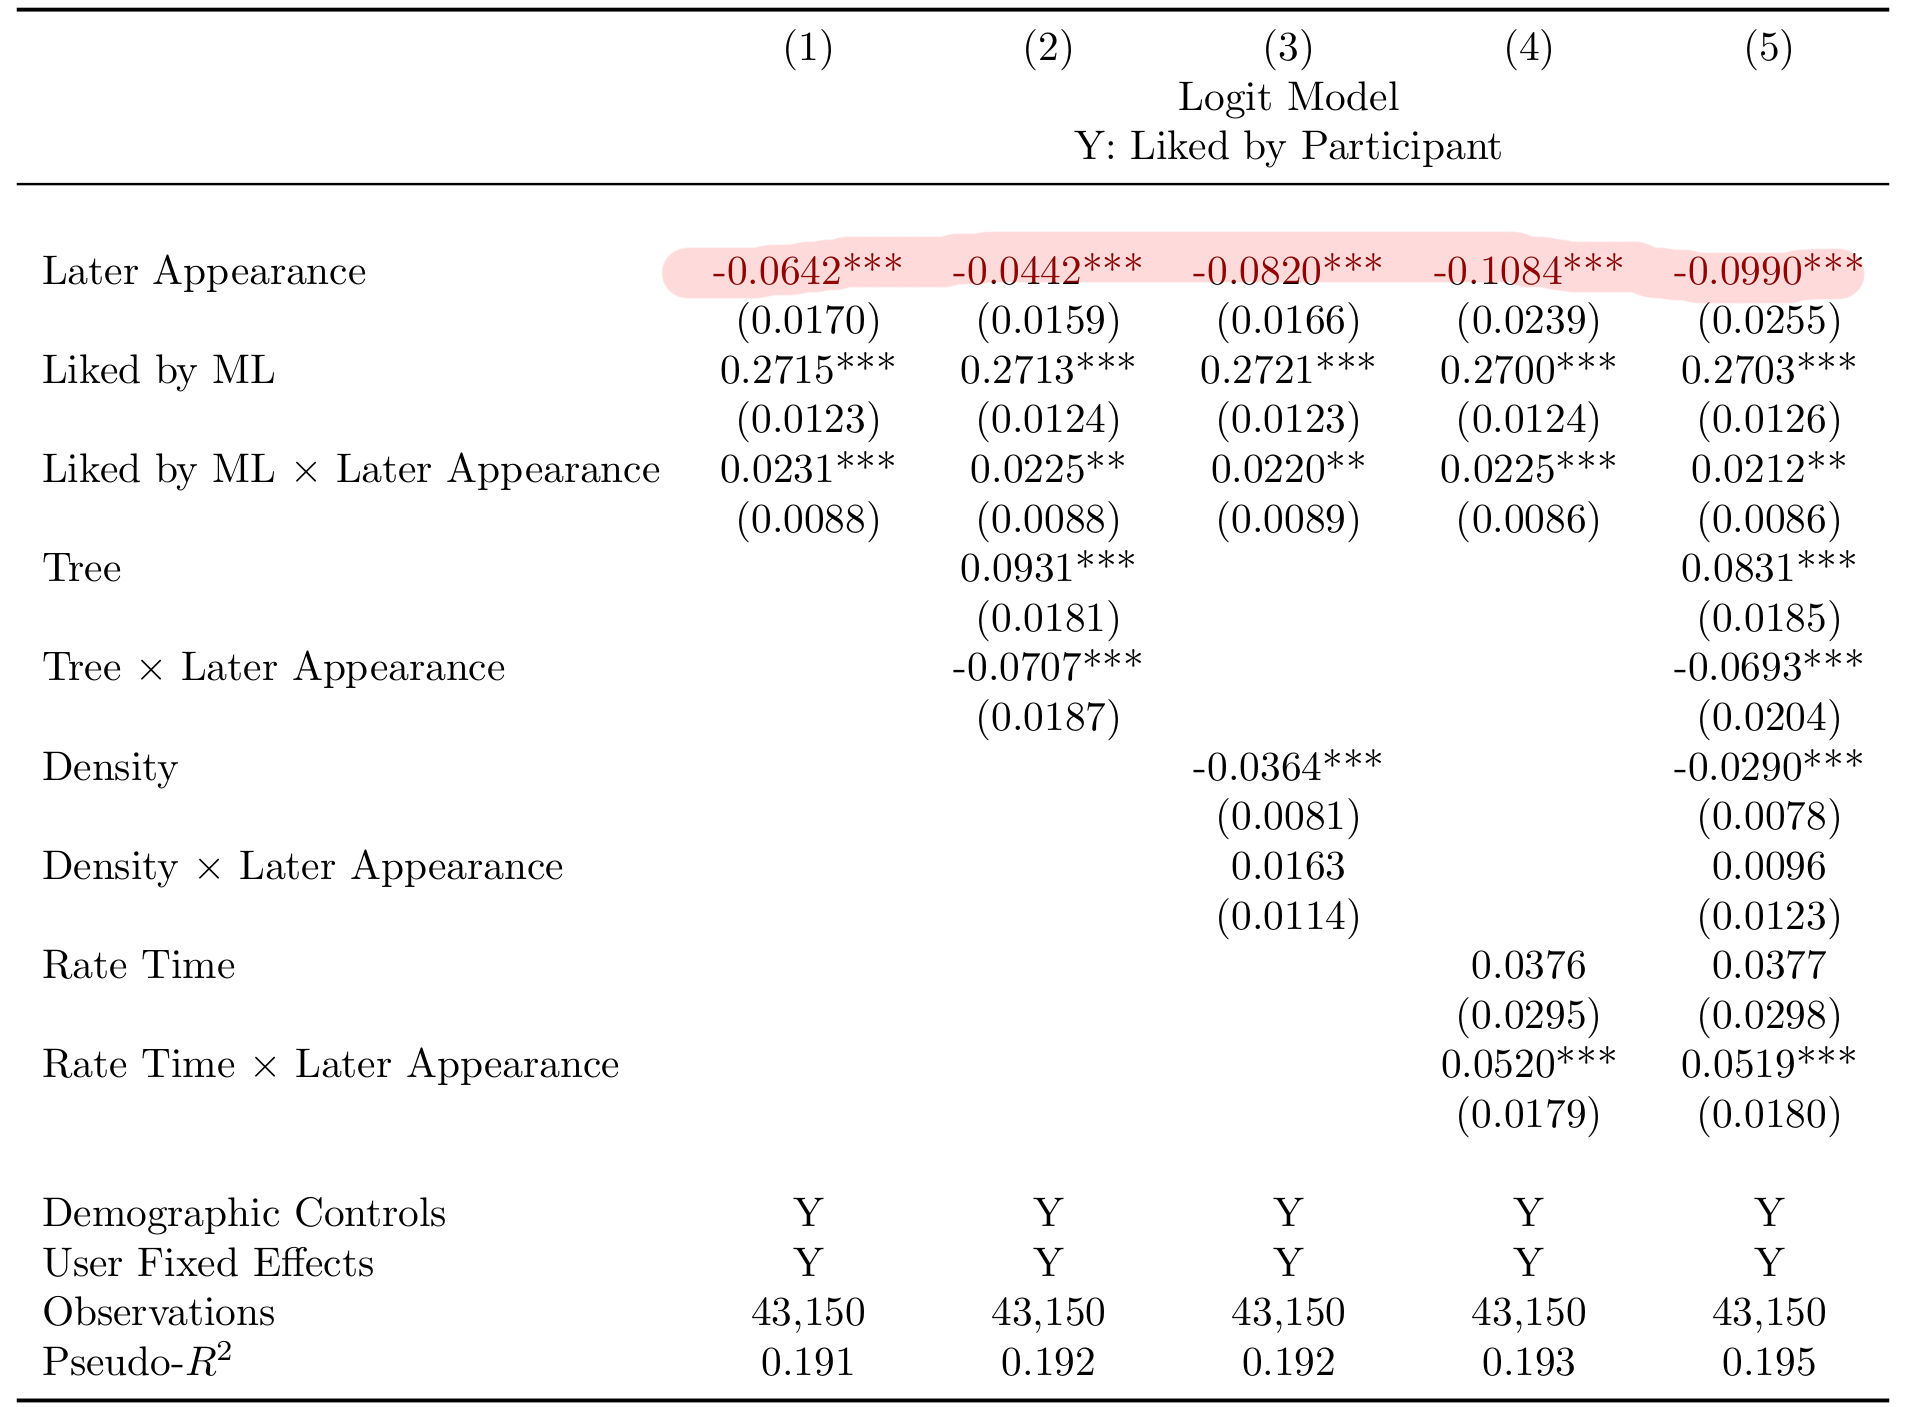 (1) (2) (3) (4) (5)
Logit Model
Y: Liked by Participant
Later Appearance -0.0642*** -0.0442*** -0.0820*** -0.1084*** -0.0990***
(0.0170) (0.0159) (0.0166) (0.0239) (0.0255)
Liked by ML 0.2715*** 0.2713*** 0.2721*** 0.2700*** 0.2703***
(0.0123) (0.0124) (0.0123) (0.0124) (0.0126)
Liked by ML × Later Appearance 0.0231*** 0.0225** 0.0220** 0.0225*** 0.0212**
(0.0088) (0.0088) (0.0089) (0.0086) (0.0086)
Tree 0.0931*** 0.0831***
(0.0181) (0.0185)
Tree × Later Appearance -0.0707*** -0.0693***
(0.0187) (0.0204)
Density -0.0364*** -0.0290***
(0.0081) (0.0078)
Density × Later Appearance 0.0163 0.0096
(0.0114) (0.0123)
Rate Time 0.0376 0.0377
(0.0295) (0.0298)
Rate Time × Later Appearance 0.0520*** 0.0519***
(0.0179) (0.0180)
Demographic Controls Y Y Y Y Y
User Fixed Effects Y Y Y Y Y
Observations 43,150 43,150 43,150 43,150 43,150
Pseudo-R² 0.191 0.192 0.192 0.193 0.195